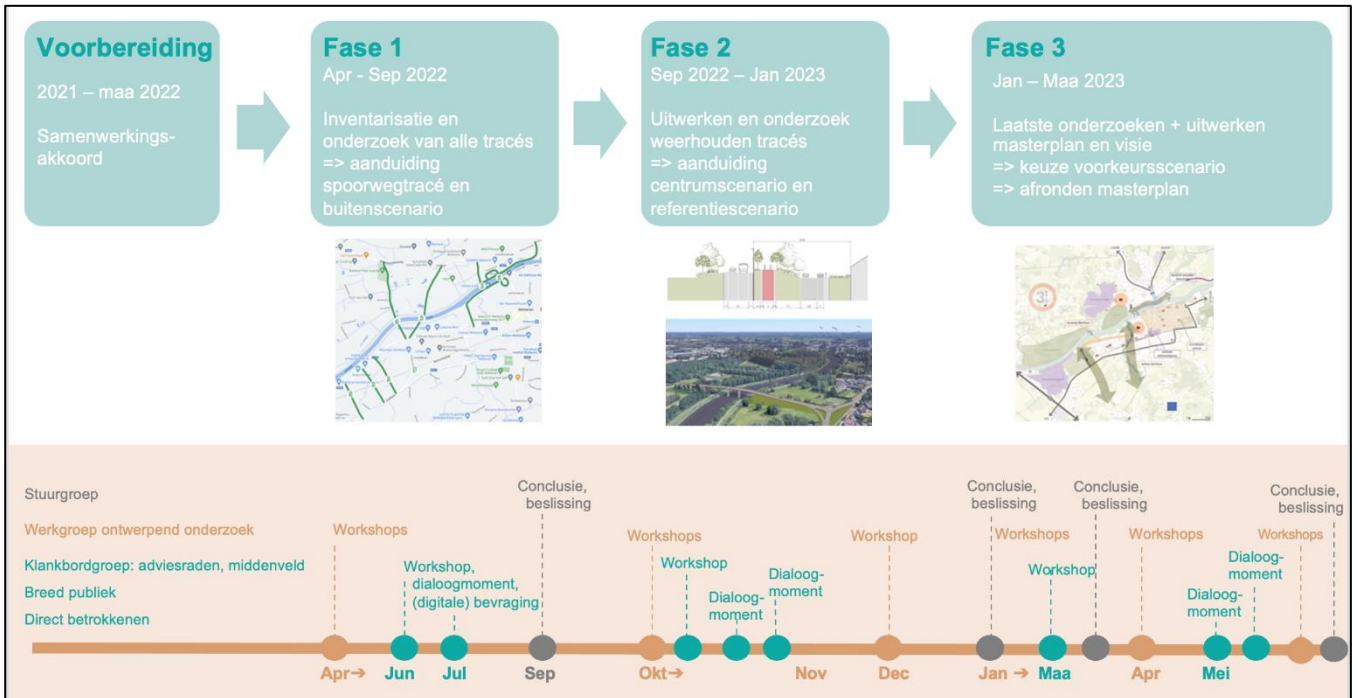 Voorbereiding
2021 – maa 2022
Samenwerkings-
akkoord
Fase 1
Apr - Sep 2022
Inventarisatie en
onderzoek van alle tracés
=> aanduiding
spoorwegtracé en
buitenscenario
Fase 2
Sep 2022 – Jan 2023
Uitwerken en onderzoek
weerhouden tracés
=> aanduiding
centrumscenario en
referentiescenario
Fase 3
Jan – Maa 2023
Laatste onderzoeken + uitwerken
masterplan en visie
=> keuze voorkeursscenario
=> afronden masterplan
Stuurgroep
Werkgroep ontwerpend onderzoek
Klankbordgroep: adviesraden, middenveld
Breed publiek
Direct betrokkenen
Workshops
Workshop,
dialoogmoment,
(digitale) bevraging
Conclusie,
beslissing
Workshops
Workshop
Dialoog-
moment
Dialoog-
moment
Workshop
Conclusie,
beslissing
Workshops
Workshop
Conclusie,
beslissing
Workshops
Dialoog-
moment
Dialoog-
moment
Workshops
Conclusie,
beslissing
Apr→ Jun Jul Sep Okt→ Nov Dec Jan → Maa Apr Mei